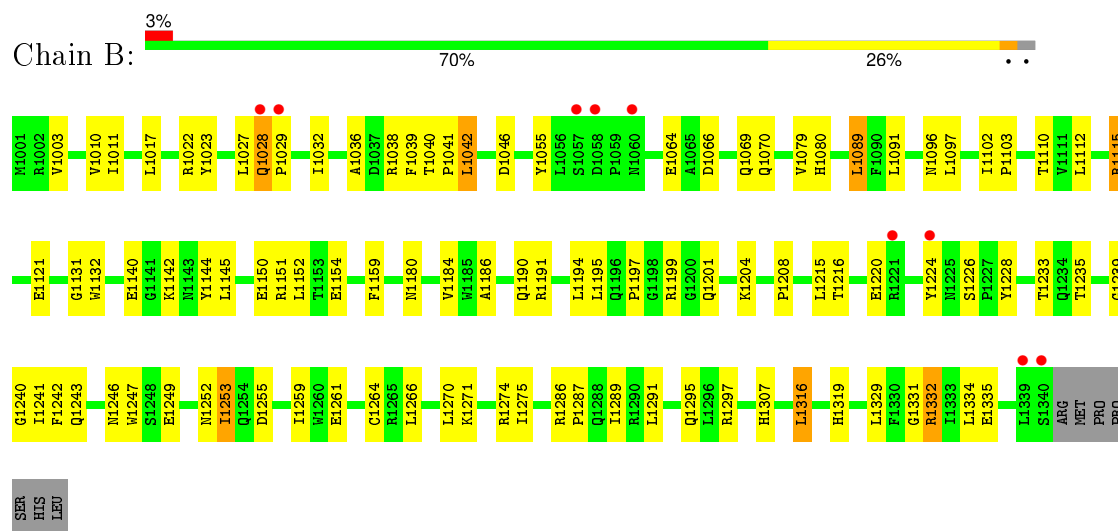 3%
Chain B:
70% 26% • •
M1001 R1002 V1003 V1010 I1011 L1017 R1022 Y1023 L1027 Q1028 P1029 I1032 A1036 D1037 R1038 F1039 T1040 P1041 L1042 D1046 Y1055 L1056 S1057 D1058 P1059 N1060 E1064 A1065 D1066 Q1069 Q1070 V1079 H1080 L1089 F1090 L1091 N1096 L1097 I1102 P1103 T1110 V1111 L1112 R1115
E1121 G1131 W1132 E1140 G1141 K1142 N1143 Y1144 L1145 E1150 R1151 L1152 T1153 E1154 F1159 N1180 V1184 W1185 A1186 Q1190 R1191 L1194 L1195 Q1196 P1197 G1198 R1199 G1200 Q1201 K1204 P1208 L1215 T1216 E1220 R1221 Y1224 N1225 S1226 P1227 Y1228 T1233 Q1234 T1235 G1239
G1240 I1241 F1242 Q1243 N1246 W1247 S1248 E1249 N1252 I1253 Q1254 D1255 I1259 W1260 E1261 C1264 R1265 L1266 L1270 K1271 R1274 I1275 R1286 P1287 Q1288 I1289 R1290 L1291 Q1295 L1296 R1297 H1307 L1316 H1319 L1329 F1330 G1331 R1332 I1333 L1334 E1335 L1339 S1340 ARG MET PRO PRO
SER HIS LEU